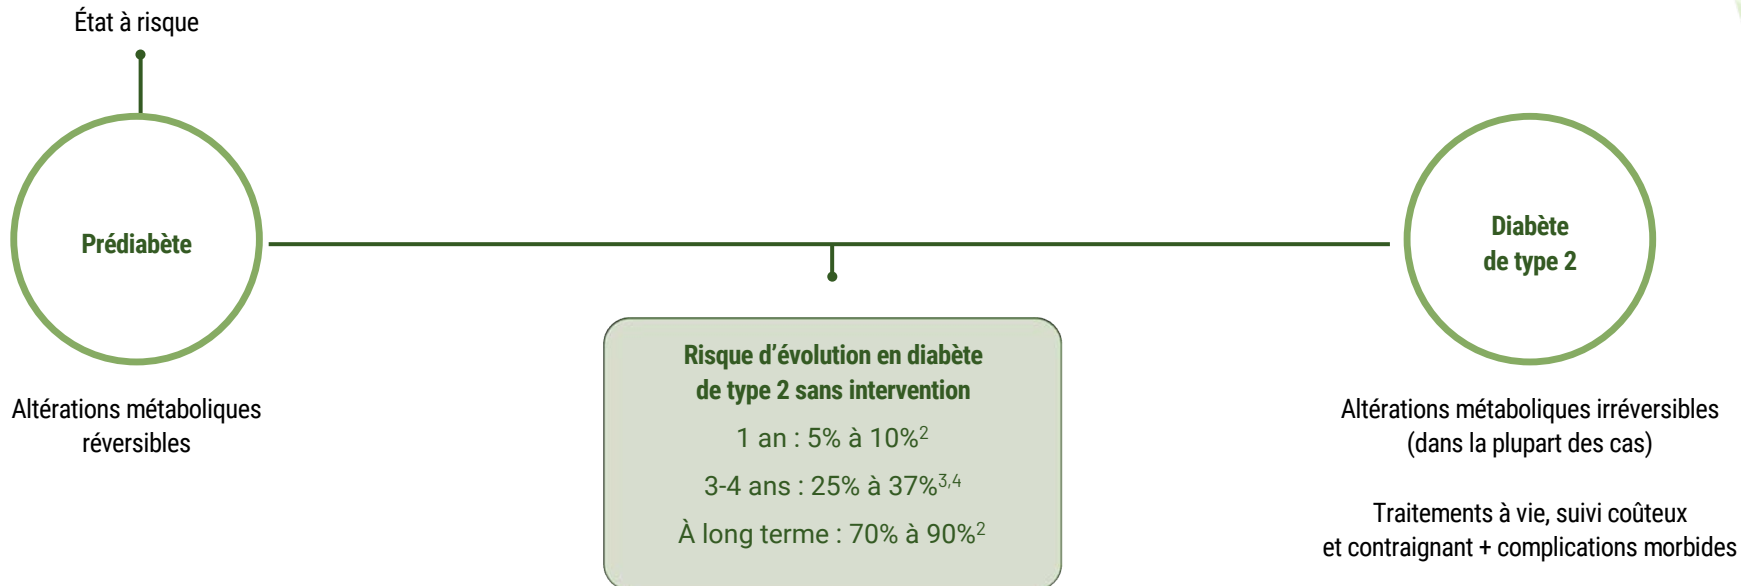 État à risque
Prédiabète
Altérations métaboliques
réversibles
Risque d’évolution en diabète
de type 2 sans intervention
1 an : 5% à 10%²
3-4 ans : 25% à 37%³,⁴
À long terme : 70% à 90%²
Diabète
de type 2
Altérations métaboliques irréversibles
(dans la plupart des cas)
Traitements à vie, suivi coûteux
et contraignant + complications morbides